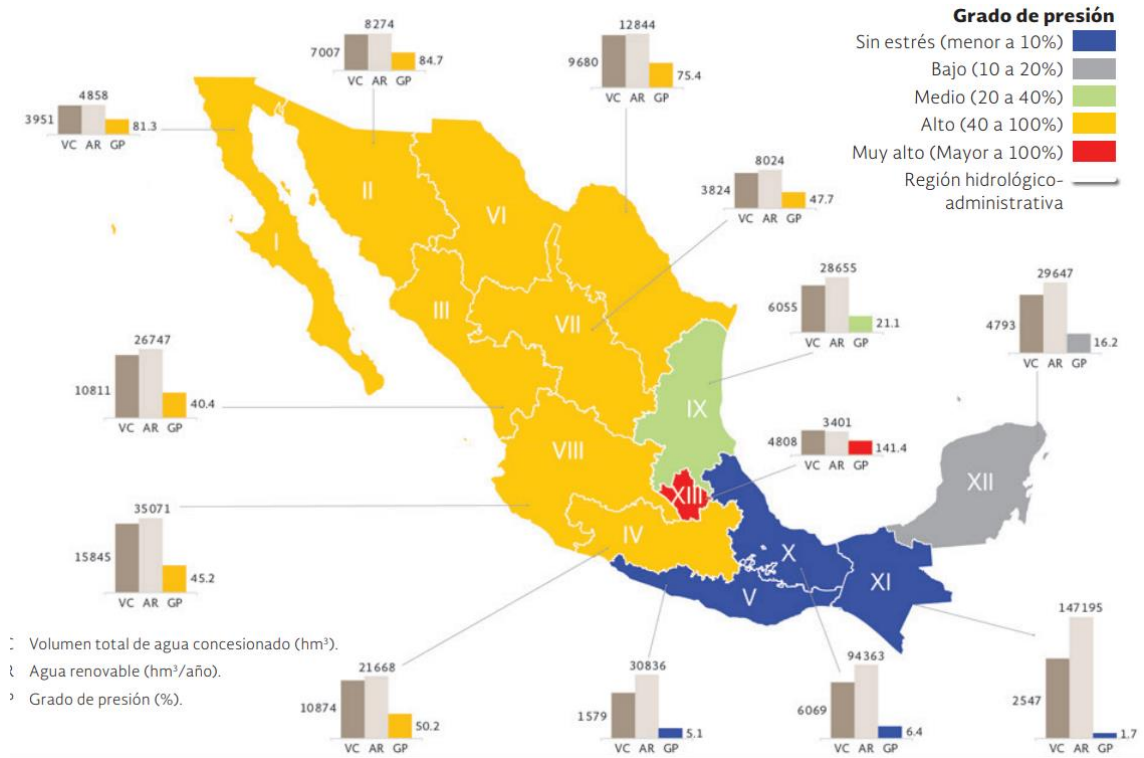 Grado de presión
Sin estrés (menor a 10%)
Bajo (10 a 20%)
Medio (20 a 40%)
Alto (40 a 100%)
Muy alto (Mayor a 100%)
Región hidrológico-
administrativa
8274
7007
84.7
VC AR GP
12844
9680
75.4
VC AR GP
4858
3951
81.3
VC AR GP
8024
3824
47.7
VC AR GP
28655
6055
21.1
VC AR GP
29647
4793
16.2
VC AR GP
26747
10811
40.4
VC AR GP
3401
4808
141.4
VC AR GP
35071
15845
45.2
VC AR GP
I
II
VI
III
VII
IX
VIII
XIII
XII
IV
X
XI
V
C Volumen total de agua concesionado (hm³).
R Agua renovable (hm³/año).
P Grado de presión (%).
21668
10874
50.2
VC AR GP
30836
1579
5.1
VC AR GP
94363
6069
6.4
VC AR GP
147195
2547
1.7
VC AR GP